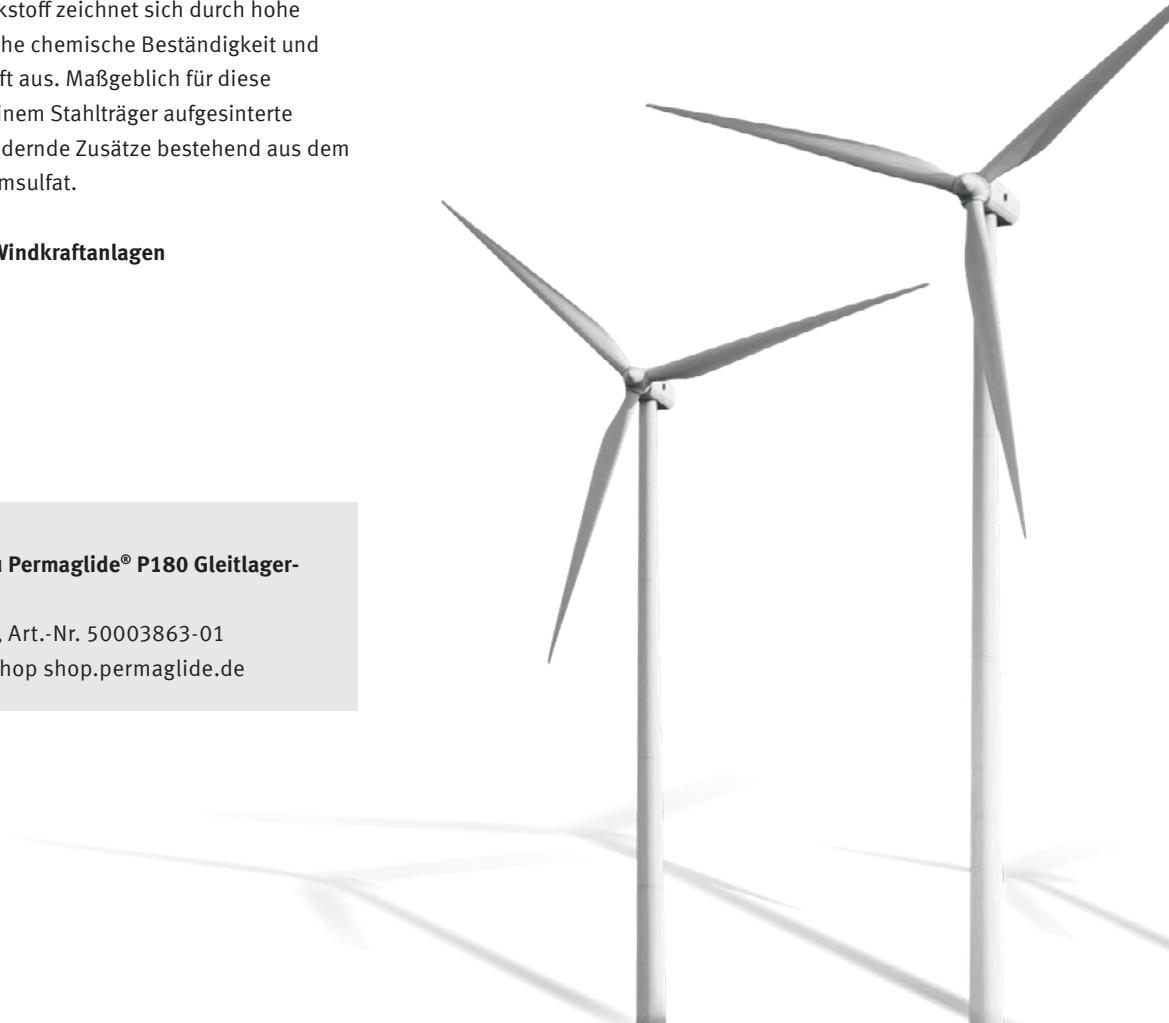 kstoff zeichnet sich durch hohe
he chemische Beständigkeit und
ft aus. Maßgeblich für diese
inem Stahlträger aufgesinterte
dernde Zusätze bestehend aus dem
msulfat.
Windkraftanlagen
Permaglide® P180 Gleitlager-
, Art.-Nr. 50003863-01
hop shop.permaglide.de